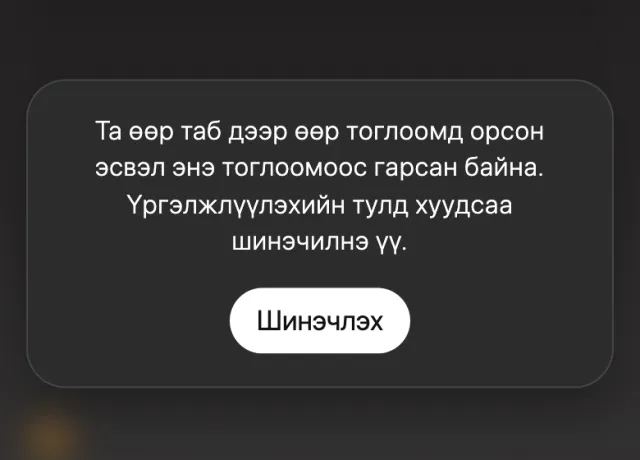 Та өөр таб дээр өөр тоглоомд орсон
эсвэл энэ тоглоомоос гарсан байна.
Үргэлжлүүлэхийн тулд хуудсаа
шинэчилнэ үү.
Шинэчлэх